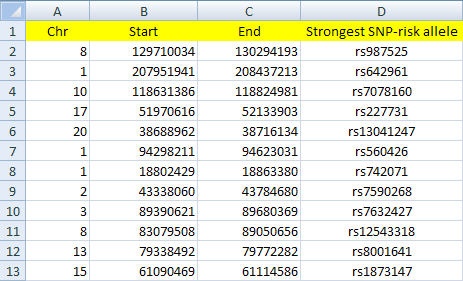 A B C D
1 Chr Start End Strongest SNP-risk allele
2 8 129710034 130294193 rs987525
3 1 207951941 208437213 rs642961
4 10 118631386 118824981 rs7078160
5 17 51970616 52133903 rs227731
6 20 38688962 38716134 rs13041247
7 1 94298211 94623031 rs560426
8 1 18802429 18863380 rs742071
9 2 43338060 43784680 rs7590268
10 3 89390621 89680369 rs7632427
11 8 83079508 89050656 rs12543318
12 13 79338492 79772282 rs8001641
13 15 61090469 61114586 rs1873147